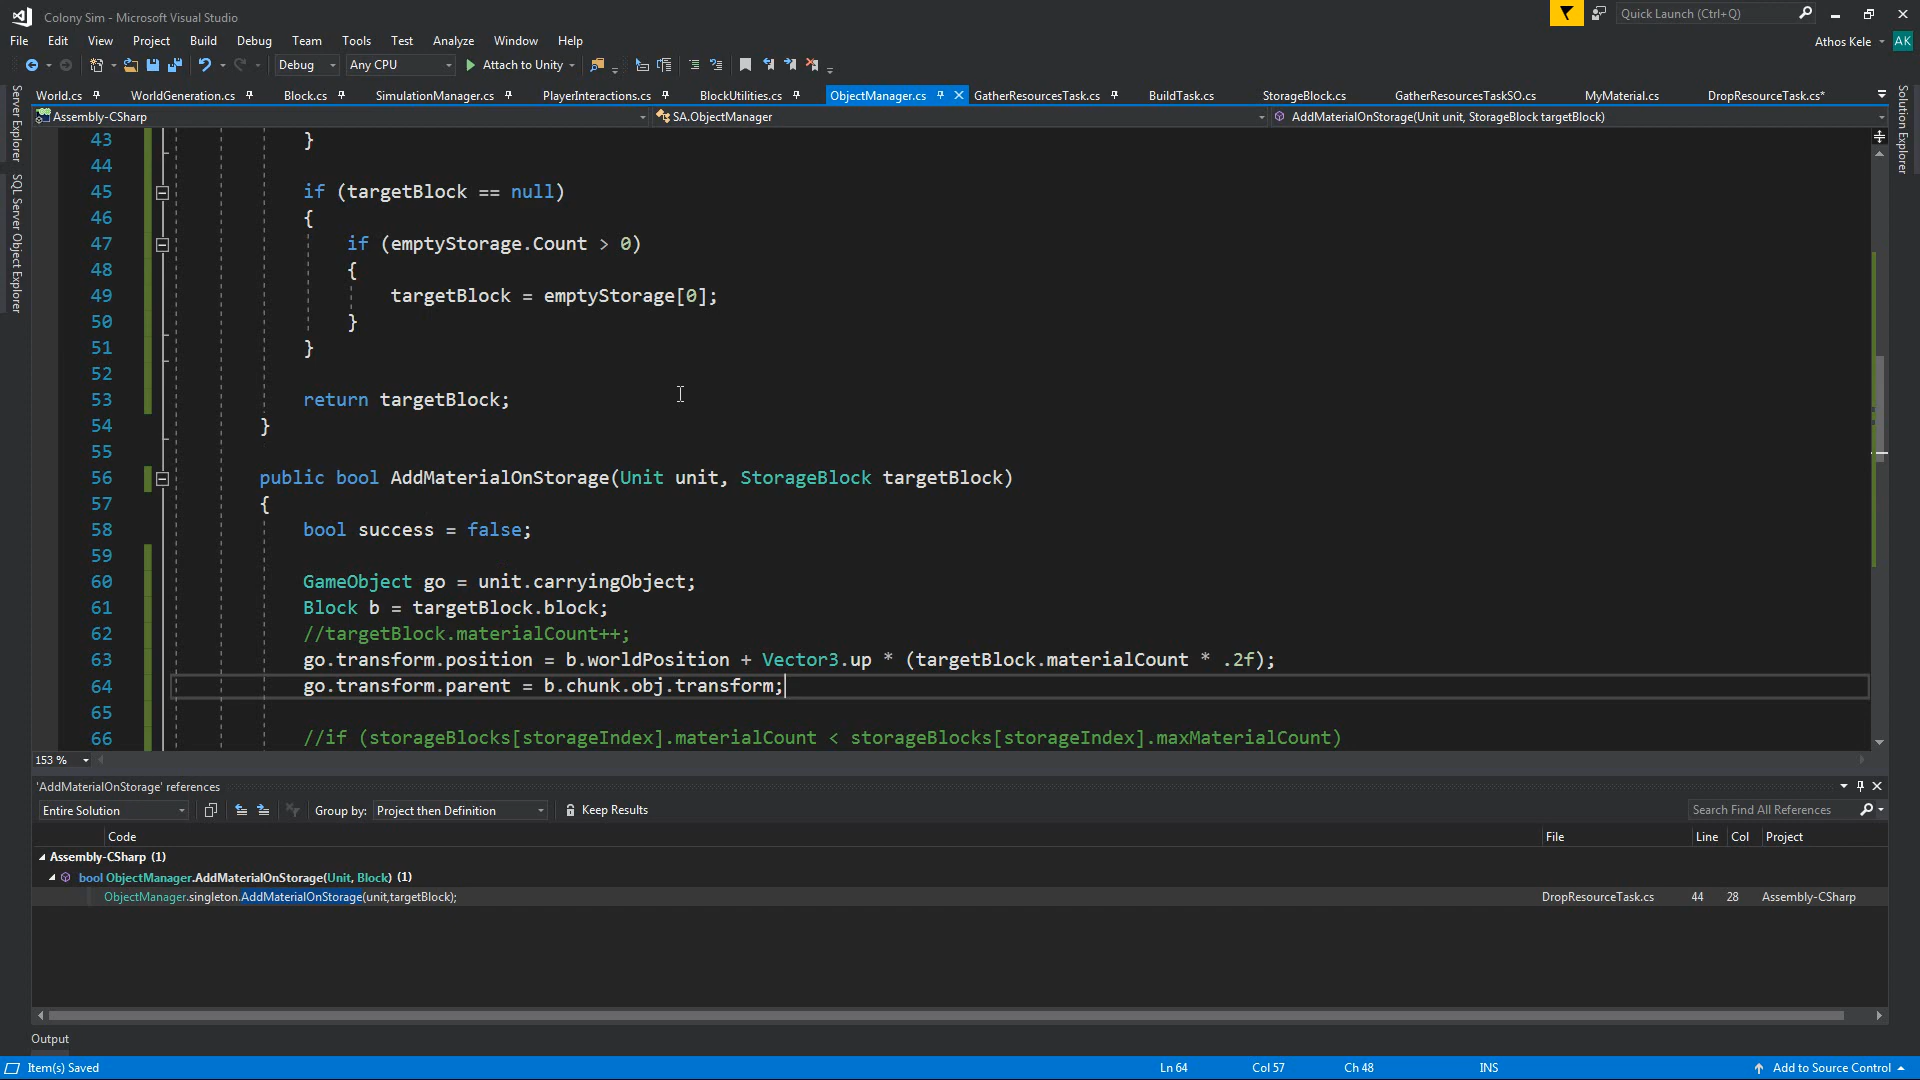 Colony Sim - Microsoft Visual Studio
Quick Launch (Ctrl+Q)
File Edit View Project Build Debug Team Tools Test Analyze Window Help
Athos Kele AK
Debug Any CPU Attach to Unity
World.cs WorldGeneration.cs Block.cs SimulationManager.cs PlayerInteractions.cs BlockUtilities.cs ObjectManager.cs GatherResourcesTask.cs BuildTask.cs StorageBlock.cs GatherResourcesTaskSO.cs MyMaterial.cs DropResourceTask.cs*
Assembly-CSharp SA.ObjectManager AddMaterialOnStorage(Unit unit, StorageBlock targetBlock)
Server Explorer
SQL Server Object Explorer
Solution Explorer
43 }
44
45 if (targetBlock == null)
46 {
47 if (emptyStorage.Count > 0)
48 {
49 targetBlock = emptyStorage[0];
50 }
51 }
52
53 return targetBlock;
54 }
55
56 public bool AddMaterialOnStorage(Unit unit, StorageBlock targetBlock)
57 {
58 bool success = false;
59
60 GameObject go = unit.carryingObject;
61 Block b = targetBlock.block;
62 //targetBlock.materialCount++;
63 go.transform.position = b.worldPosition + Vector3.up * (targetBlock.materialCount * .2f);
64 go.transform.parent = b.chunk.obj.transform;
65
66 //if (storageBlocks[storageIndex].materialCount < storageBlocks[storageIndex].maxMaterialCount)
153 %
'AddMaterialOnStorage' references
Entire Solution Group by: Project then Definition Keep Results Search Find All References
Code File Line Col Project
Assembly-CSharp (1)
bool ObjectManager.AddMaterialOnStorage(Unit, Block) (1)
ObjectManager.singleton.AddMaterialOnStorage(unit,targetBlock); DropResourceTask.cs 44 28 Assembly-CSharp
Output
Item(s) Saved Ln 64 Col 57 Ch 48 INS Add to Source Control